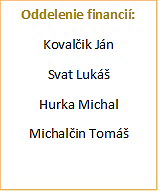 Oddelenie financií:
Kovalčik Ján
Svat Lukáš
Hurka Michal
Michalčin Tomáš